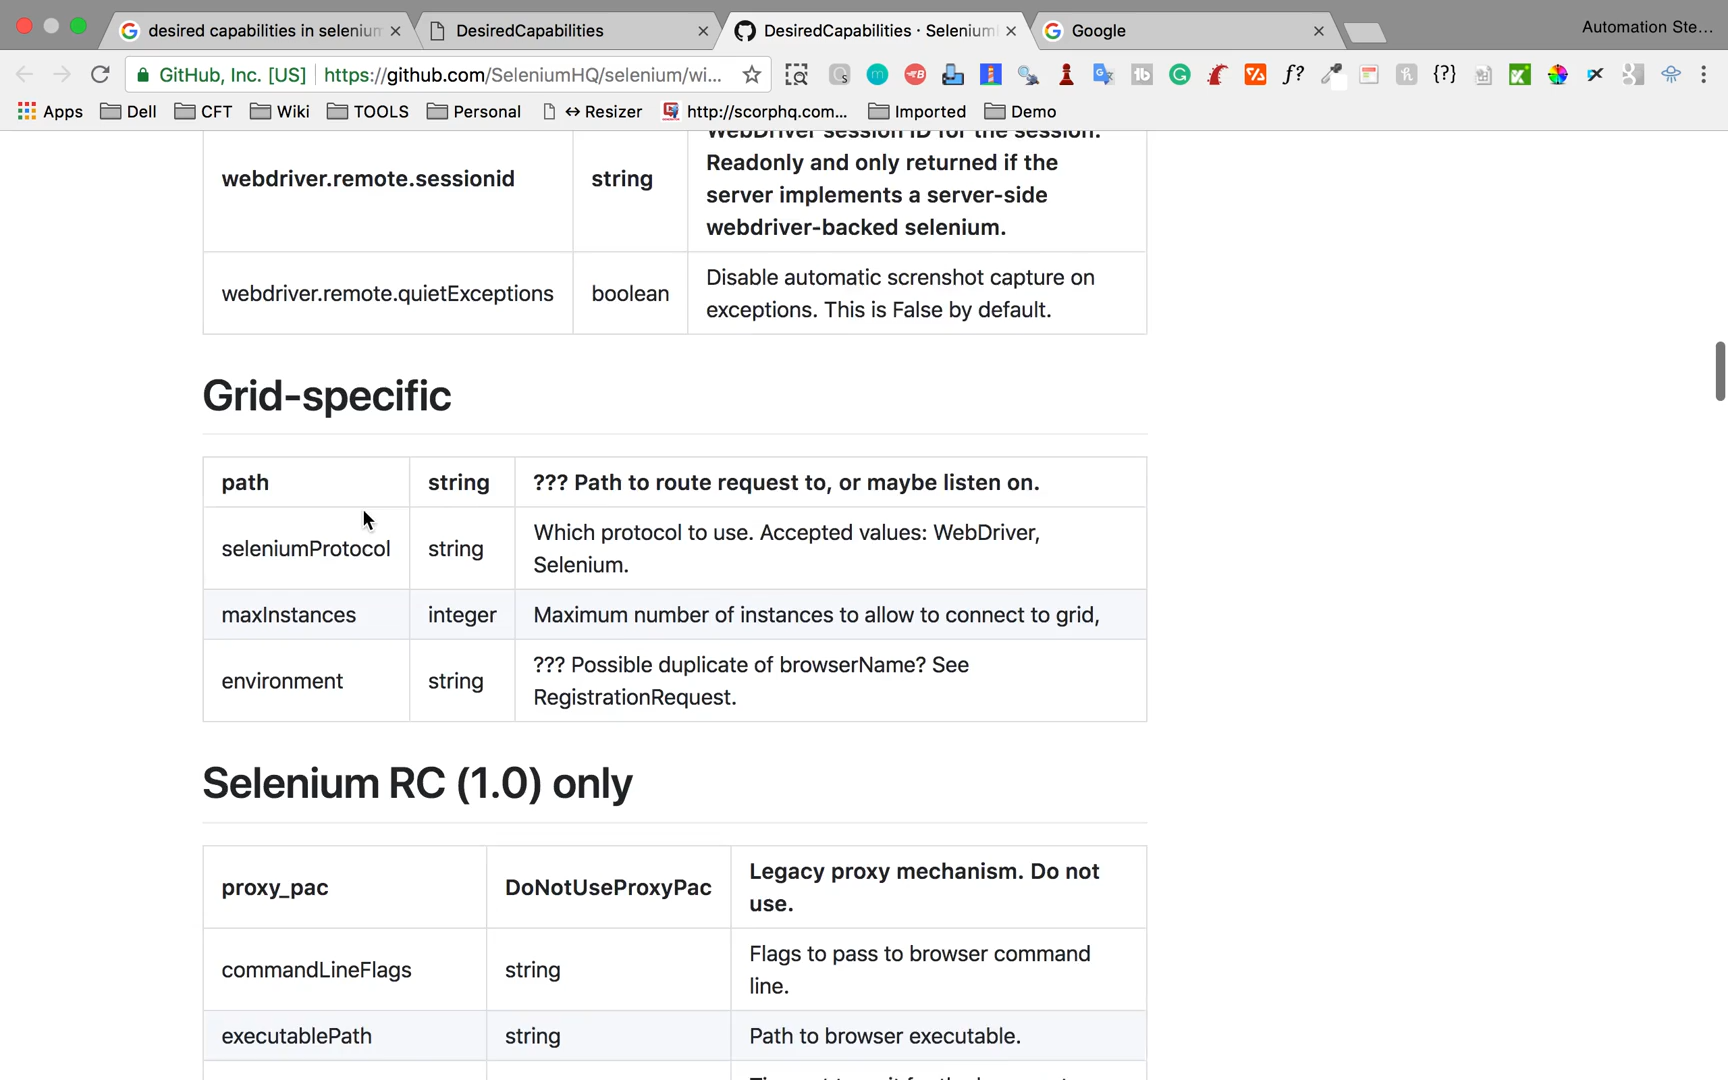 desired capabilities in seleniun
DesiredCapabilities
DesiredCapabilities · Selenium
Google
Automation Ste...
GitHub, Inc. [US]
https://github.com/SeleniumHQ/selenium/wi...
Apps
Dell
CFT
Wiki
TOOLS
Personal
↔ Resizer
http://scorphq.com...
Imported
Demo
WebDriver session ID for the session.
webdriver.remote.sessionid
string
Readonly and only returned if the
server implements a server-side
webdriver-backed selenium.
webdriver.remote.quietExceptions
boolean
Disable automatic screnshot capture on
exceptions. This is False by default.
Grid-specific
path
string
??? Path to route request to, or maybe listen on.
seleniumProtocol
string
Which protocol to use. Accepted values: WebDriver,
Selenium.
maxInstances
integer
Maximum number of instances to allow to connect to grid,
environment
string
??? Possible duplicate of browserName? See
RegistrationRequest.
Selenium RC (1.0) only
proxy_pac
DoNotUseProxyPac
Legacy proxy mechanism. Do not
use.
commandLineFlags
string
Flags to pass to browser command
line.
executablePath
string
Path to browser executable.